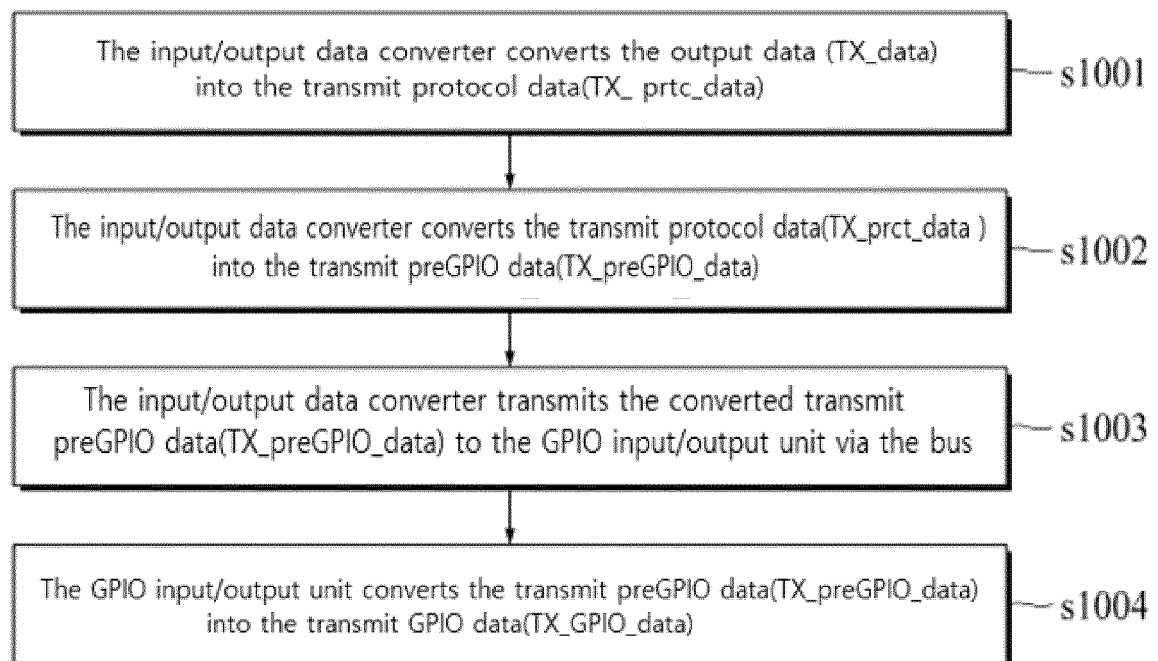 The input/output data converter converts the output data (TX_data)
into the transmit protocol data(TX_ prtc_data)
s1001
The input/output data converter converts the transmit protocol data(TX_prct_data )
into the transmit preGPIO data(TX_preGPIO_data)
s1002
The input/output data converter transmits the converted transmit
preGPIO data(TX_preGPIO_data) to the GPIO input/output unit via the bus
s1003
The GPIO input/output unit converts the transmit preGPIO data(TX_preGPIO_data)
into the transmit GPIO data(TX_GPIO_data)
s1004